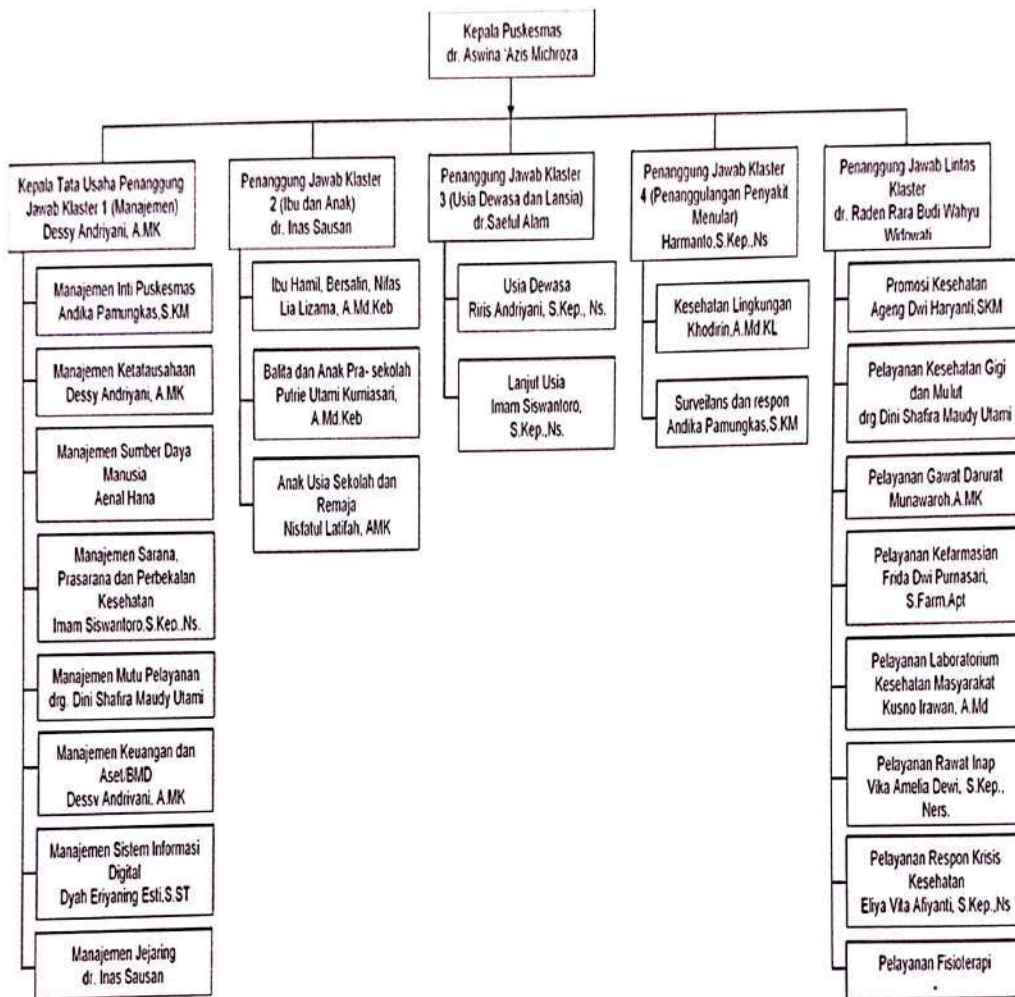 Kepala Puskesmas
dr. Aswina 'Azis Michroza
Kepala Tata Usaha Penanggung
Jawab Klaster 1 (Manajemen)
Dessy Andriyani, A.MK
Manajemen Inti Puskesmas
Andika Pamungkas,S.KM
Manajemen Ketatausahaan
Dessy Andriyani, A.MK
Manajemen Sumber Daya
Manusia
Aenal Hana
Manajemen Sarana,
Prasarana dan Perbekalan
Kesehatan
Imam Siswantoro,S.Kep.,Ns.
Manajemen Mutu Pelayanan
drg. Dini Shafira Maudy Utami
Manajemen Keuangan dan
Aset/BMD
Dessy Andriyani, A.MK
Manajemen Sistem Informasi
Digital
Dyah Eriyaning Esti,S.ST
Manajemen Jejaring
dr. Inas Sausan
Penanggung Jawab Klaster
2 (Ibu dan Anak)
dr. Inas Sausan
Ibu Hamil, Bersalin, Nifas
Lia Lizama, A.Md.Keb
Balita dan Anak Pra- sekolah
Putrie Utami Kurniasari,
A.Md.Keb
Anak Usia Sekolah dan
Remaja
Nisfatul Latifah, AMK
Penanggung Jawab Klaster
3 (Usia Dewasa dan Lansia)
dr.Saeful Alam
Usia Dewasa
Riris Andriyani, S.Kep., Ns.
Lanjut Usia
Imam Siswantoro,
S.Kep.,Ns.
Penanggung Jawab Klaster
4 (Penanggulangan Penyakit
Menular)
Harmanto,S.Kep.,Ns
Kesehatan Lingkungan
Khodirin,A.Md.KL
Surveilans dan respon
Andika Pamungkas,S.KM
Penanggung Jawab Lintas
Klaster
dr. Raden Rara Budi Wahyu
Widowati
Promosi Kesehatan
Ageng Dwi Haryanti,SKM
Pelayanan Kesehatan Gigi
dan Mulut
drg Dini Shafira Maudy Utami
Pelayanan Gawat Darurat
Munawaroh,A.MK
Pelayanan Kefarmasian
Frida Dwi Purnasari,
S.Farm,Apt
Pelayanan Laboratorium
Kesehatan Masyarakat
Kusno Irawan, A.Md
Pelayanan Rawat Inap
Vika Amelia Dewi, S.Kep.,
Ners.
Pelayanan Respon Krisis
Kesehatan
Eliya Vita Afiyanti, S.Kep.,Ns
Pelayanan Fisioterapi
-